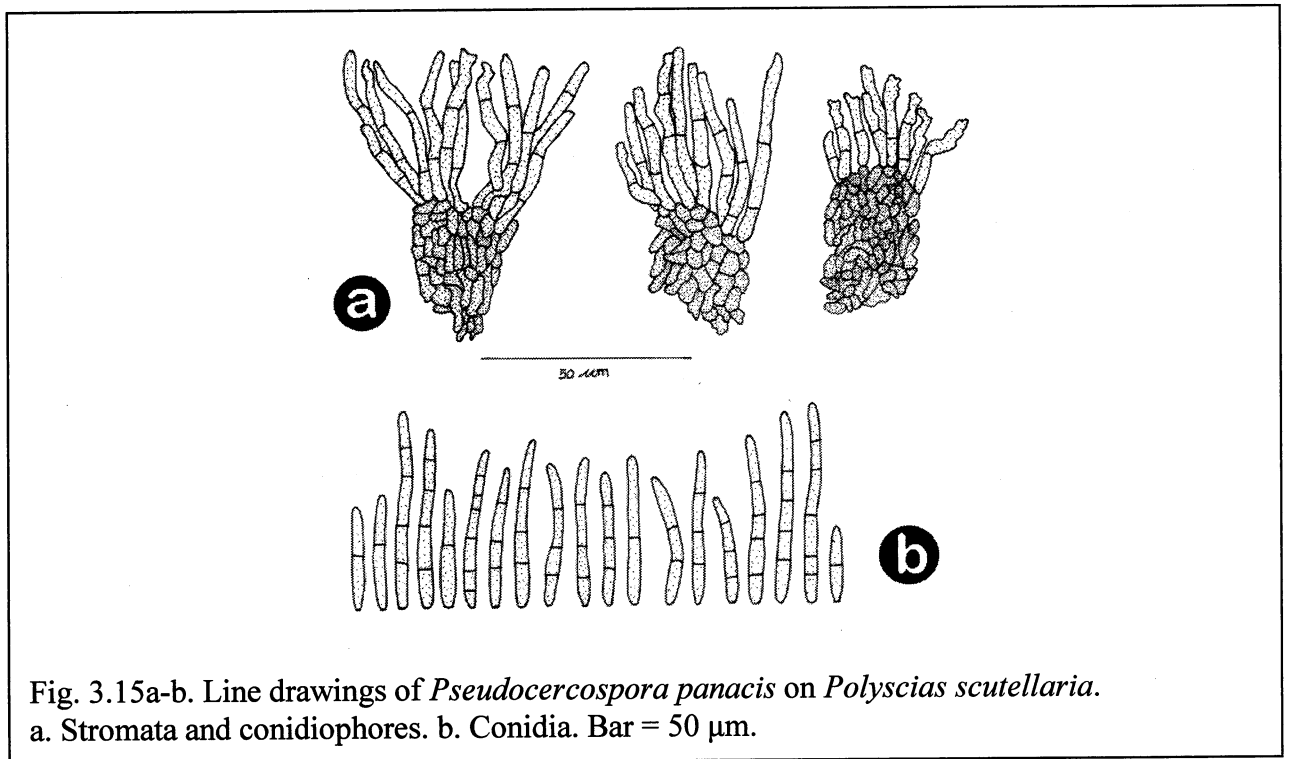 a
50 µm
b
Fig. 3.15a-b. Line drawings of Pseudocercospora panacis on Polyscias scutellaria.
a. Stromata and conidiophores. b. Conidia. Bar = 50 µm.